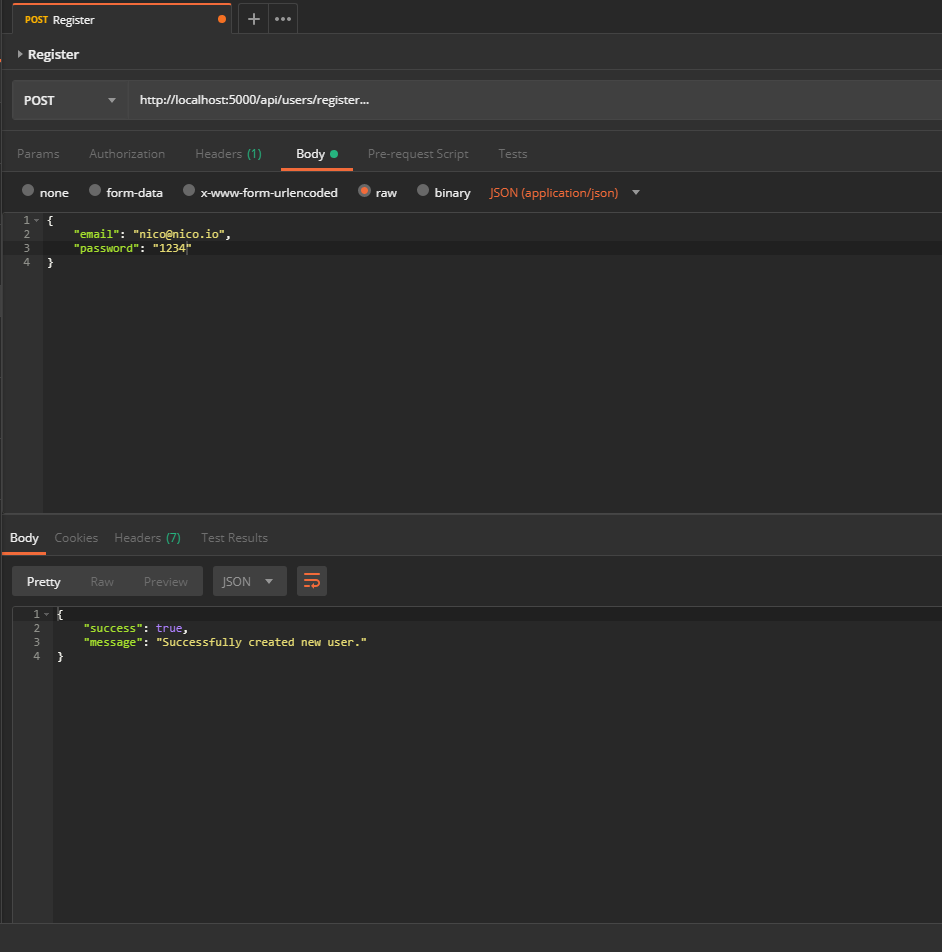 POST Register
Register
POST http://localhost:5000/api/users/register...
Params Authorization Headers (1) Body Pre-request Script Tests
none form-data x-www-form-urlencoded raw binary JSON (application/json)
1 {
2 "email": "nico@nico.io",
3 "password": "1234"
4 }
Body Cookies Headers (7) Test Results
Pretty Raw Preview JSON
1 {
2 "success": true,
3 "message": "Successfully created new user."
4 }